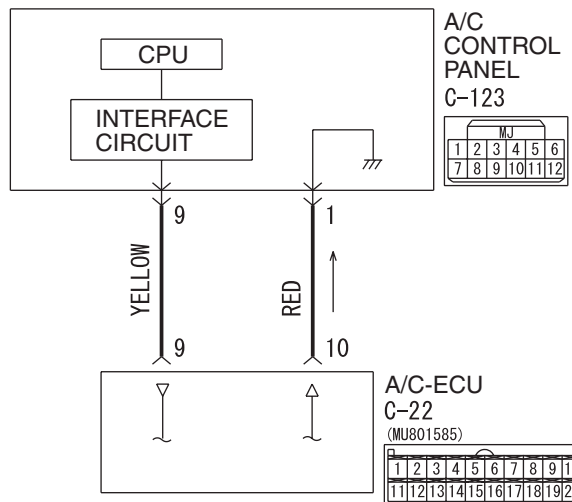 A/C
CONTROL
PANEL
C-123
CPU
INTERFACE
CIRCUIT
MJ
1 2 3 4 5 6
7 8 9 10 11 12
9 1
YELLOW
RED
9 10
A/C-ECU
C-22
(MU801585)
1 2 3 4 5 6 7 8 9
11 12 13 14 15 16 17 18 19